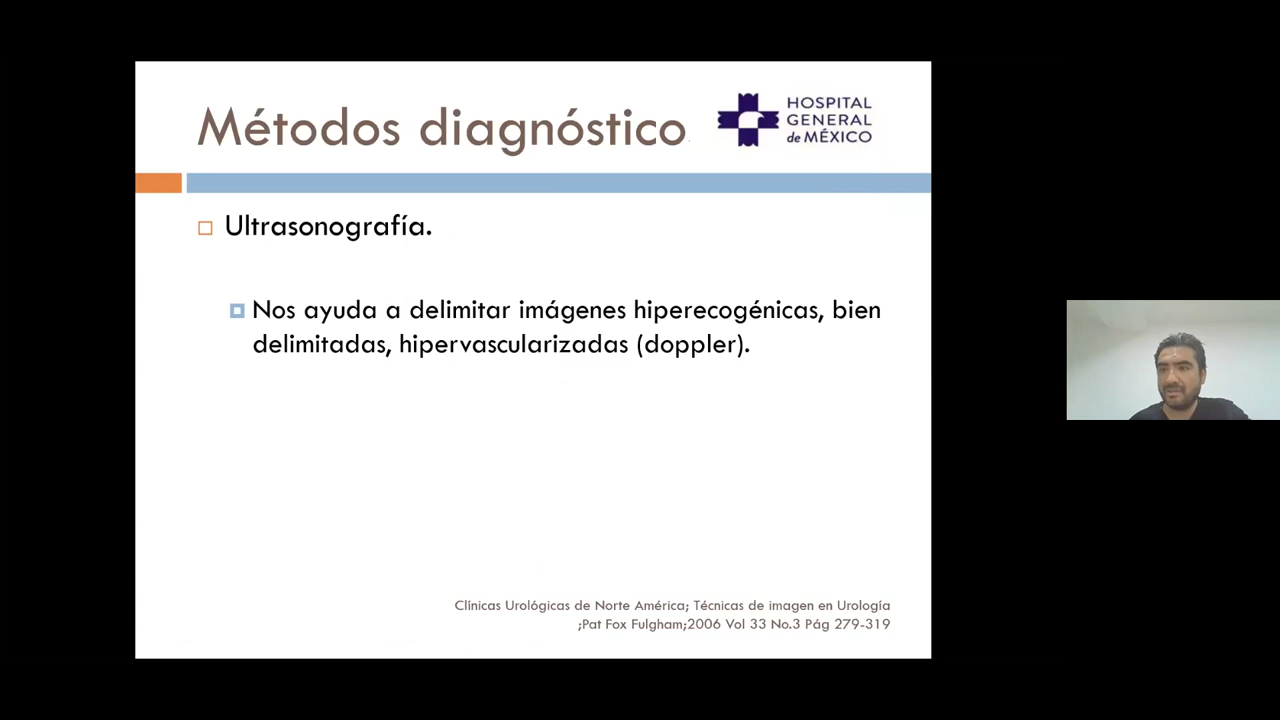 Métodos diagnóstico
HOSPITAL
GENERAL
de MÉXICO
Ultrasonografía.
Nos ayuda a delimitar imágenes hiperecogénicas, bien
delimitadas, hipervascularizadas (doppler).
Clínicas Urológicas de Norte América; Técnicas de imagen en Urología
;Pat Fox Fulgham;2006 Vol 33 No.3 Pág 279-319